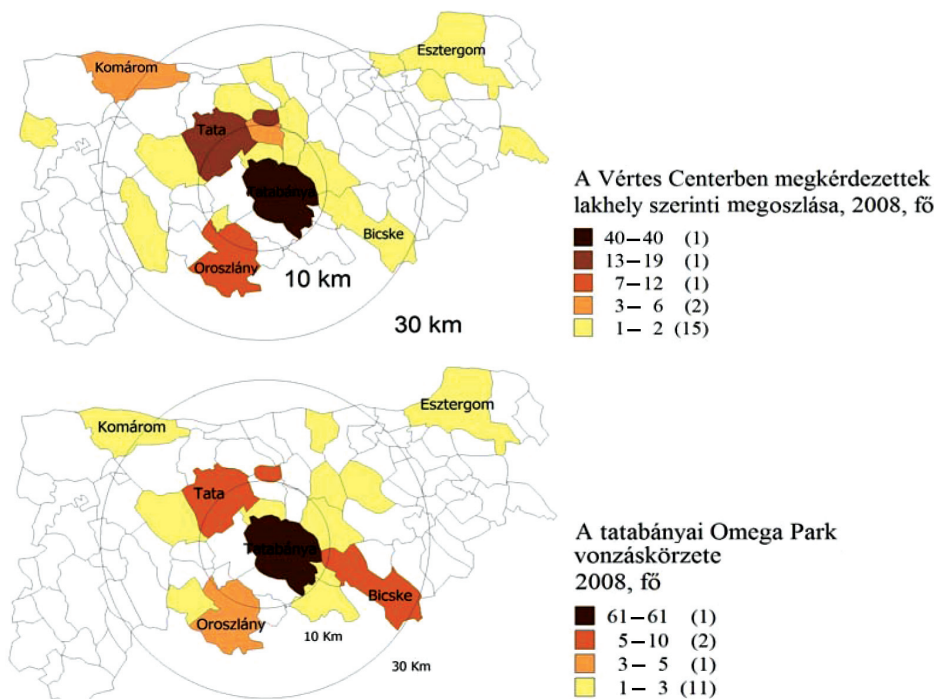 Esztergom
Komárom
Tata
Tatabánya
Bicske
Oroszlány
10 km
30 km
A Vértes Centerben megkérdezettek
lakhely szerinti megoszlása, 2008, fő
40–40 (1)
13–19 (1)
7–12 (1)
3– 6 (2)
1– 2 (15)
Esztergom
Komárom
Tata
Tatabánya
Bicske
Oroszlány
10 Km
30 Km
A tatabányai Omega Park
vonzáskörzete
2008, fő
61–61 (1)
5–10 (2)
3– 5 (1)
1– 3 (11)